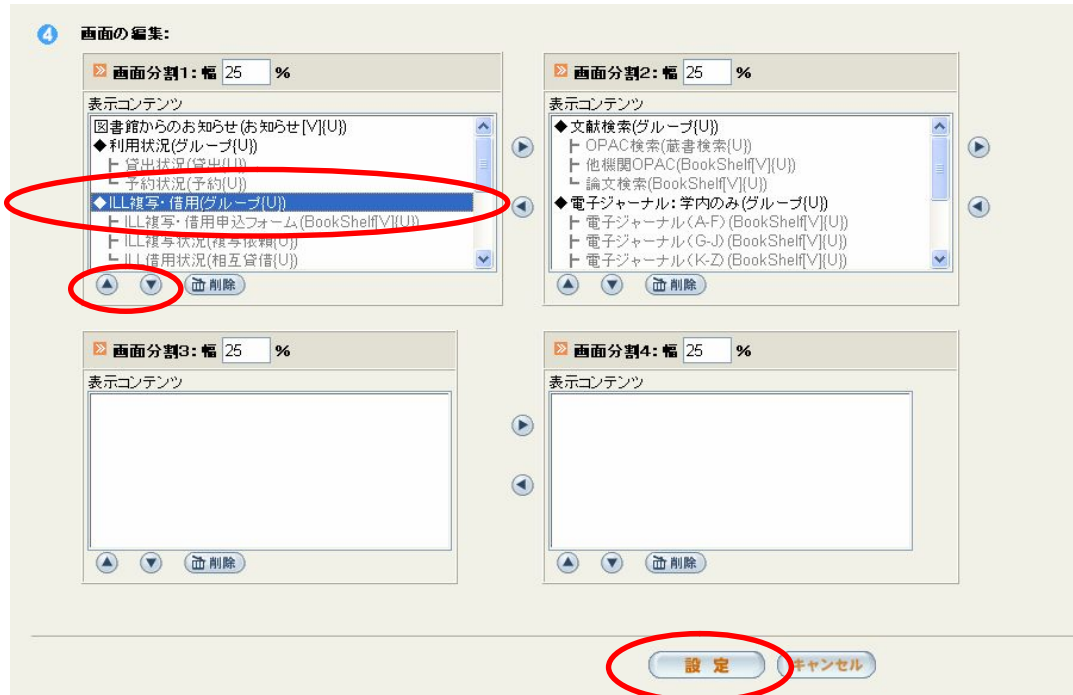 4 画面の編集:
画面分割1: 幅 25 %
表示コンテンツ
図書館からのお知らせ(お知らせ[V]{U})
◆利用状況(グループ{U})
├ 貸出状況(貸出{U})
└ 予約状況(予約{U})
◆ILL複写・借用(グループ{U})
├ ILL複写・借用申込フォーム(BookShelf[V]{U})
├ ILL複写状況(複写依頼{U})
└ ILL借用状況(相互貸借{U})
削除
画面分割2: 幅 25 %
表示コンテンツ
◆文献検索(グループ{U})
├ OPAC検索(蔵書検索{U})
├ 他機関OPAC(BookShelf[V]{U})
└ 論文検索(BookShelf[V]{U})
◆電子ジャーナル:学内のみ(グループ{U})
├ 電子ジャーナル(A-F)(BookShelf[V]{U})
├ 電子ジャーナル(G-J)(BookShelf[V]{U})
├ 電子ジャーナル(K-Z)(BookShelf[V]{U})
削除
画面分割3: 幅 25 %
表示コンテンツ
削除
画面分割4: 幅 25 %
表示コンテンツ
削除
設 定
キャンセル